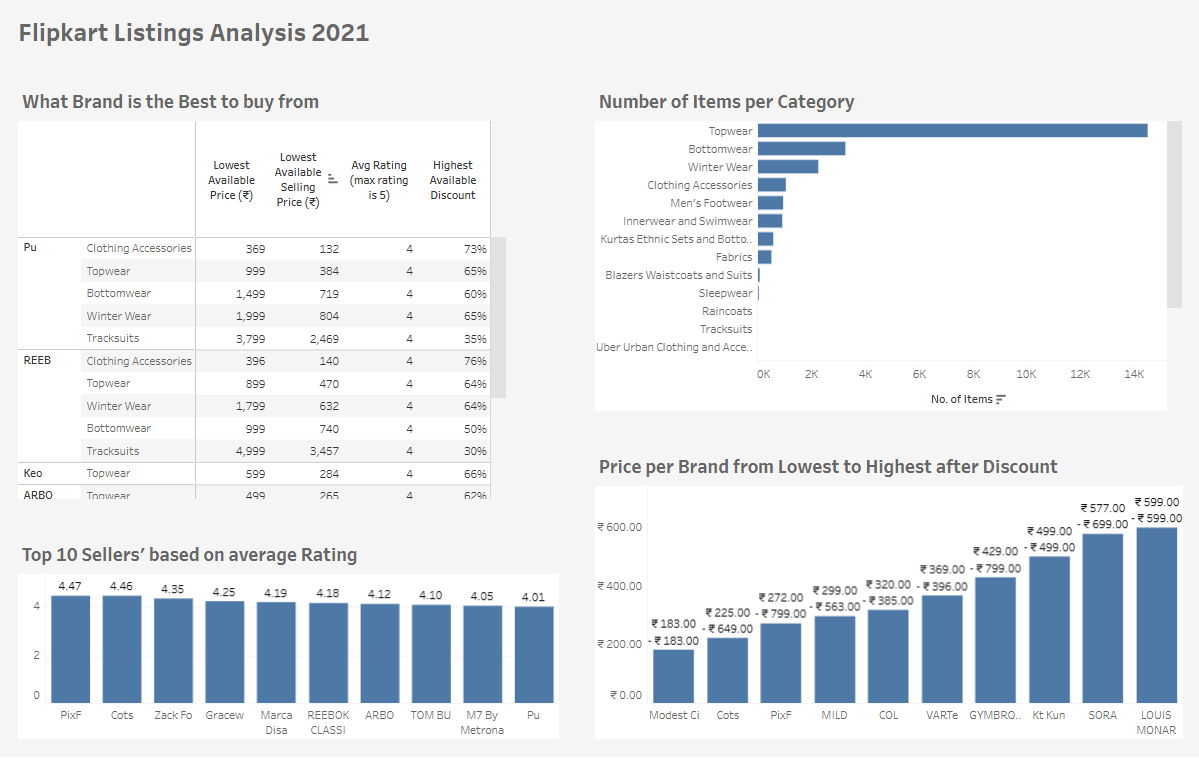 Flipkart Listings Analysis 2021
What Brand is the Best to buy from
Lowest Available Price (₹)
Lowest Available Selling Price (₹)
Avg Rating (max rating is 5)
Highest Available Discount
Pu Clothing Accessories 369 132 4 73%
Topwear 999 384 4 65%
Bottomwear 1,499 719 4 60%
Winter Wear 1,999 804 4 65%
Tracksuits 3,799 2,469 4 35%
REEB Clothing Accessories 396 140 4 76%
Topwear 899 470 4 64%
Winter Wear 1,799 632 4 64%
Bottomwear 999 740 4 50%
Tracksuits 4,999 3,457 4 30%
Keo Topwear 599 284 4 66%
ARBO Topwear 499 265 4 62%
Number of Items per Category
Topwear
Bottomwear
Winter Wear
Clothing Accessories
Men's Footwear
Innerwear and Swimwear
Kurtas Ethnic Sets and Botto..
Fabrics
Blazers Waistcoats and Suits
Sleepwear
Raincoats
Tracksuits
Uber Urban Clothing and Acce..
0K 2K 4K 6K 8K 10K 12K 14K
No. of Items
Top 10 Sellers’ based on average Rating
4.47 4.46 4.35 4.25 4.19 4.18 4.12 4.10 4.05 4.01
4
2
0
PixF Cots Zack Fo Gracew Marca Disa REEBOK CLASSI ARBO TOM BU M7 By Metrona Pu
Price per Brand from Lowest to Highest after Discount
₹ 600.00
₹ 400.00
₹ 200.00
₹ 0.00
₹ 183.00 - ₹ 183.00
₹ 225.00 - ₹ 649.00
₹ 272.00 - ₹ 799.00
₹ 299.00 - ₹ 563.00
₹ 320.00 - ₹ 385.00
₹ 369.00 - ₹ 396.00
₹ 429.00 - ₹ 799.00
₹ 499.00 - ₹ 499.00
₹ 577.00 - ₹ 699.00
₹ 599.00 - ₹ 599.00
Modest Ci Cots PixF MILD COL VARTe GYMBRO.. Kt Kun SORA LOUIS MONAR